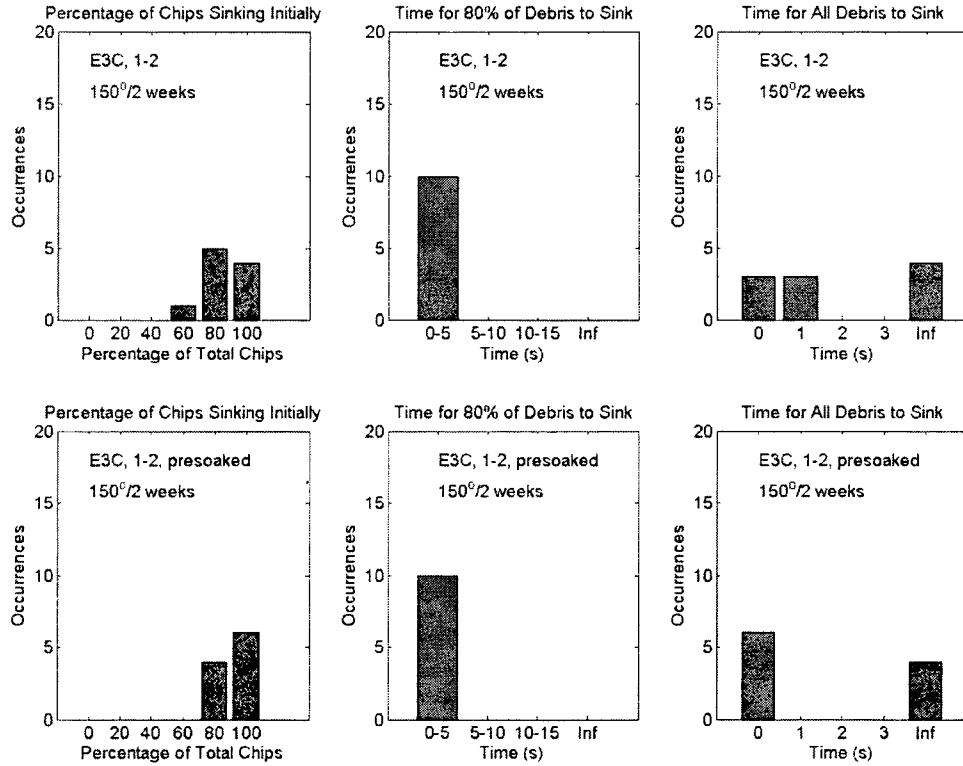 Percentage of Chips Sinking Initially
20
15
10
5
0
Occurrences
E3C, 1-2
150⁰/2 weeks
0 20 40 60 80 100
Percentage of Total Chips
Time for 80% of Debris to Sink
20
15
10
5
0
Occurrences
E3C, 1-2
150⁰/2 weeks
0-5 5-10 10-15 Inf
Time (s)
Time for All Debris to Sink
20
15
10
5
0
Occurrences
E3C, 1-2
150⁰/2 weeks
0 1 2 3 Inf
Time (s)
Percentage of Chips Sinking Initially
20
15
10
5
0
Occurrences
E3C, 1-2, presoaked
150⁰/2 weeks
0 20 40 60 80 100
Percentage of Total Chips
Time for 80% of Debris to Sink
20
15
10
5
0
Occurrences
E3C, 1-2, presoaked
150⁰/2 weeks
0-5 5-10 10-15 Inf
Time (s)
Time for All Debris to Sink
20
15
10
5
0
Occurrences
E3C, 1-2, presoaked
150⁰/2 weeks
0 1 2 3 Inf
Time (s)